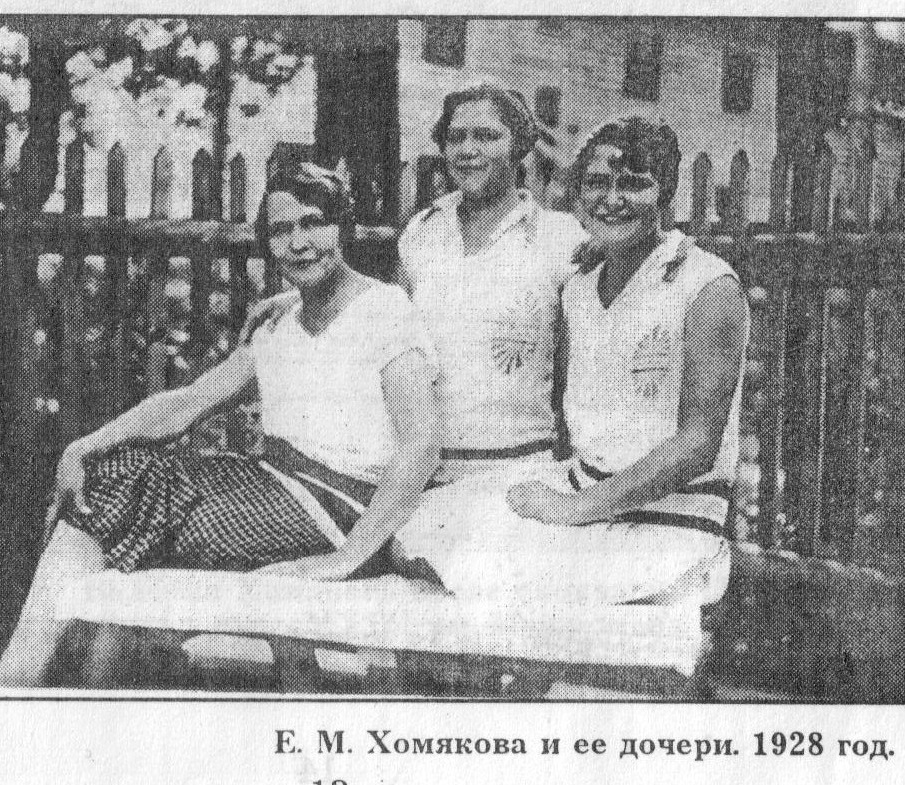 Е. М. Хомякова и ее дочери. 1928 год.